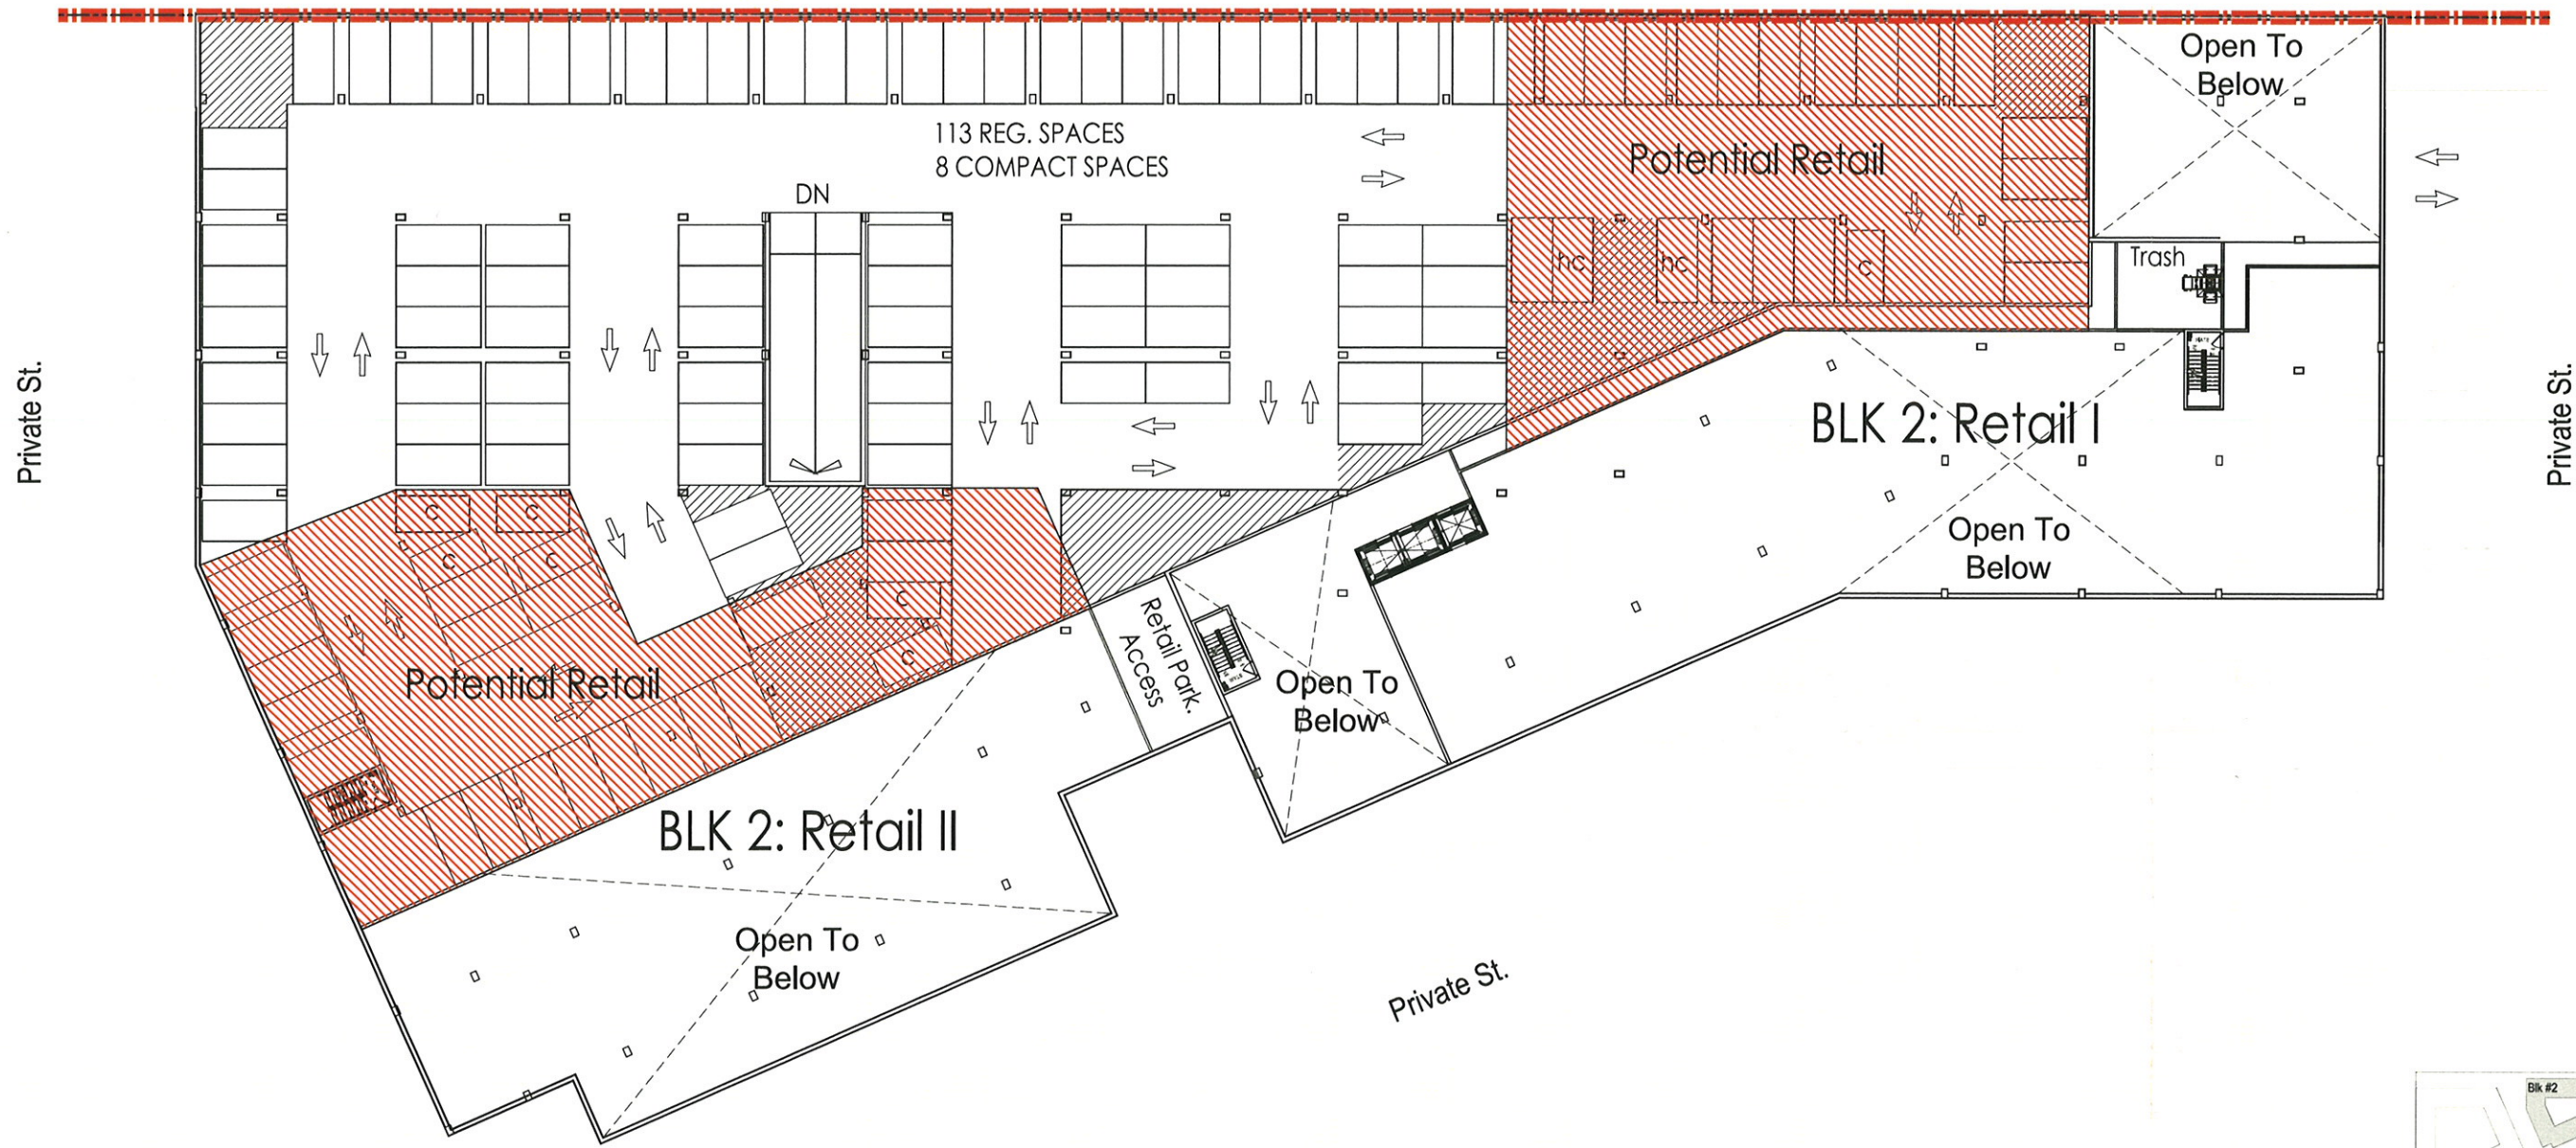 Open To
Below
113 REG. SPACES
8 COMPACT SPACES
Potential Retail
DN
Trash
hc
hc
c
Private St.
Private St.
BLK 2: Retail I
Open To
Below
c
c
c
c
c
c
Retail Park.
Access
Potential Retail
Open To
Below
BLK 2: Retail II
Open To
Below
Private St.
Blk #2